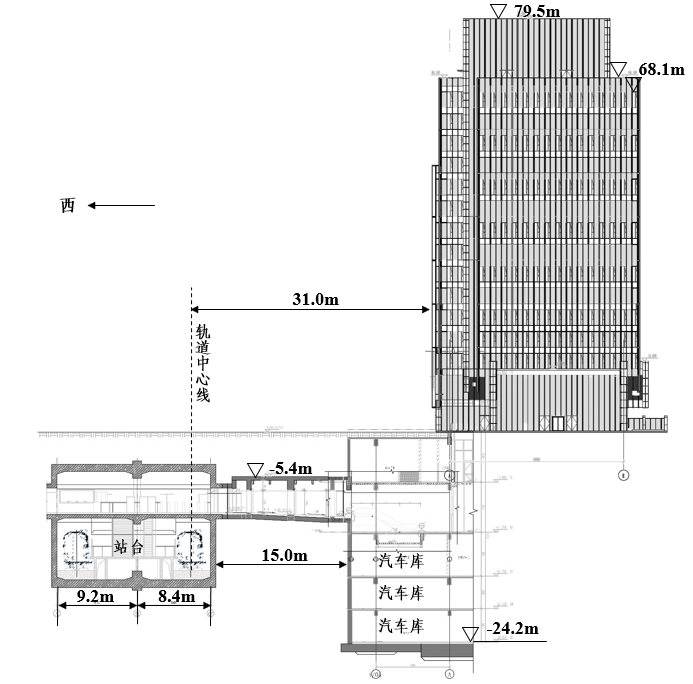 79.5m
68.1m
西
31.0m
轨道中心线
-5.4m
站台
15.0m
汽车库
9.2m
8.4m
汽车库
汽车库
-24.2m
A